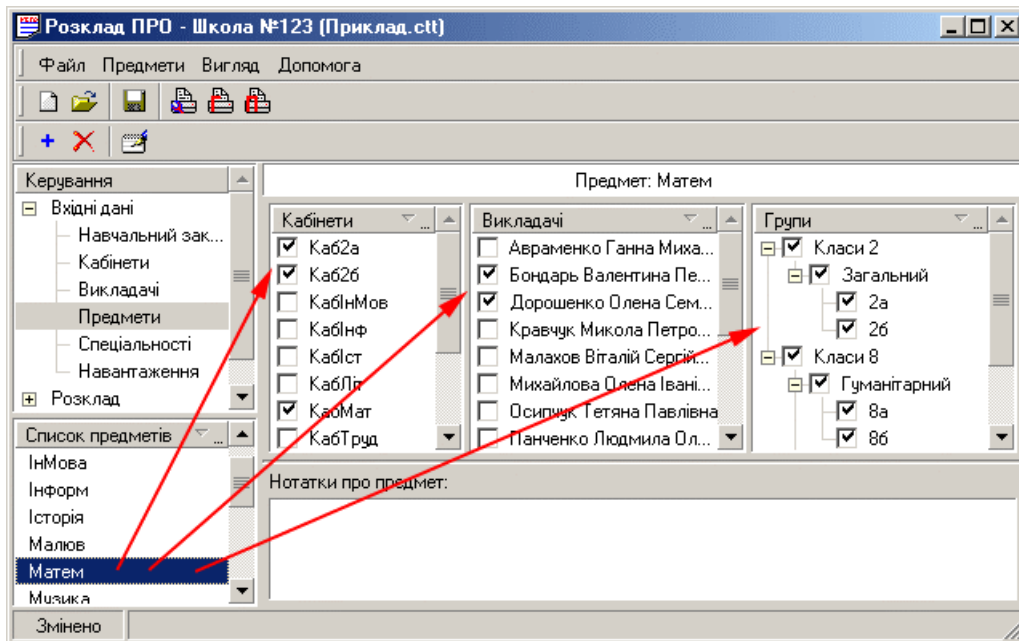 Розклад ПРО - Школа №123 (Приклад.ctt)
Файл Предмети Вигляд Допомога
Керування
Вхідні дані
Навчальний зак...
Кабінети
Викладачі
Предмети
Спеціальності
Навантаження
Розклад
Список предметів ...
ІнМова
Інформ
Історія
Малюв
Матем
Музика
Предмет: Матем
Кабінети ...
Каб2а
Каб2б
КабІнМов
КабІнф
КабІст
КабЛіт
КабМат
КабТруд
Викладачі ...
Авраменко Ганна Миха...
Бондарь Валентина Пе...
Дорошенко Олена Сем...
Кравчук Микола Петро...
Малахов Віталій Сергій...
Михайлова Олена Івані...
Осипчук Тетяна Павлівна
Панченко Людмила Ол...
Групи ...
Класи 2
Загальний
2а
2б
Класи 8
Гуманітарний
8а
8б
Нотатки про предмет:
Змінено